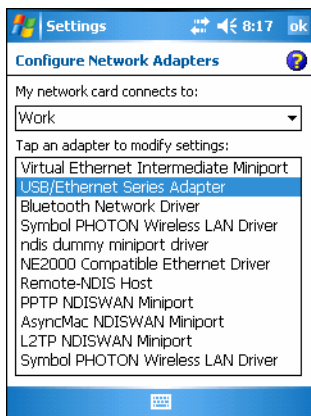 Settings 8:17 ok
Configure Network Adapters
My network card connects to:
Work
Tap an adapter to modify settings:
Virtual Ethernet Intermediate Miniport
USB/Ethernet Series Adapter
Bluetooth Network Driver
Symbol PHOTON Wireless LAN Driver
ndis dummy miniport driver
NE2000 Compatible Ethernet Driver
Remote-NDIS Host
PPTP NDISWAN Miniport
AsyncMac NDISWAN Miniport
L2TP NDISWAN Miniport
Symbol PHOTON Wireless LAN Driver